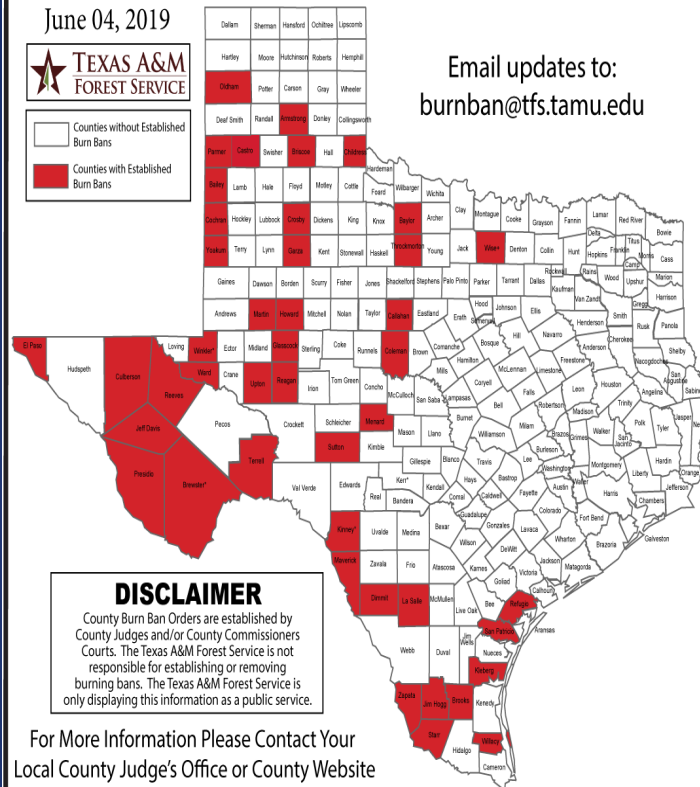 June 04, 2019
TEXAS A&M
FOREST SERVICE
Counties without Established
Burn Bans
Counties with Established
Burn Bans
Email updates to:
burnban@tfs.tamu.edu
Dallam Sherman Hansford Ochiltree Lipscomb
Hartley Moore Hutchinson Roberts Hemphill
Oldham Potter Carson Gray Wheeler
Deaf Smith Randall Armstrong Donley Collingsworth
Parmer Castro Swisher Briscoe Hall Childress
Hardeman
Bailey Lamb Hale Floyd Motley Cottle Foard Wilbarger Wichita
Cochran Hockley Lubbock Crosby Dickens King Knox Baylor Archer Clay Montague Cooke Grayson Fannin Lamar Red River Bowie
Delta Titus
Yoakum Terry Lynn Garza Kent Stonewall Haskell Throckmorton Young Jack Wise* Denton Collin Hunt Hopkins Franklin Morris Cass
Camp
Rockwall Rains Wood Upshur Marion
Gaines Dawson Borden Scurry Fisher Jones Shackelford Stephens Palo Pinto Parker Tarrant Dallas Kaufman Van Zandt Gregg Harrison
Andrews Martin Howard Mitchell Nolan Taylor Callahan Eastland Erath Hood Somervell Johnson Ellis Henderson Smith Rusk Panola
El Paso Hudspeth Culberson Loving Winkler* Ector Midland Glasscock Sterling Coke Runnels Coleman Brown Comanche Bosque Hill Navarro Anderson Cherokee Shelby
Hamilton McLennan Limestone Freestone Nacogdoches San Augustine
Reeves Ward Crane Upton Reagan Irion Tom Green Concho McCulloch San Saba Mills Lampasas Coryell Falls Leon Houston Angelina Sabine
Bell Robertson Madison Trinity
Jeff Davis Pecos Crockett Schleicher Menard Mason Llano Burnet Williamson Milam Brazos Grimes Walker San Jacinto Polk Tyler Jasper
Presidio Brewster* Terrell Sutton Kimble Gillespie Blanco Travis Lee Burleson Washington Montgomery Liberty Hardin Orange
Val Verde Edwards Kerr* Kendall Hays Bastrop Austin Waller Harris Chambers Jefferson
Real Bandera Comal Caldwell Fayette Colorado Fort Bend Galveston
Guadalupe
Kinney* Uvalde Medina Bexar Wilson Gonzales Lavaca Wharton Brazoria
Maverick Zavala Frio Atascosa Karnes DeWitt Jackson Matagorda
Victoria
Goliad Calhoun
Dimmit La Salle McMullen Live Oak Bee Refugio
San Patricio Aransas
Webb Duval Jim Wells Nueces
Kleberg
Zapata Jim Hogg Brooks Kenedy
Starr Hidalgo Willacy
Cameron
DISCLAIMER
County Burn Ban Orders are established by
County Judges and/or County Commissioners
Courts. The Texas A&M Forest Service is not
responsible for establishing or removing
burning bans. The Texas A&M Forest Service is
only displaying this information as a public service.
For More Information Please Contact Your
Local County Judge's Office or County Website